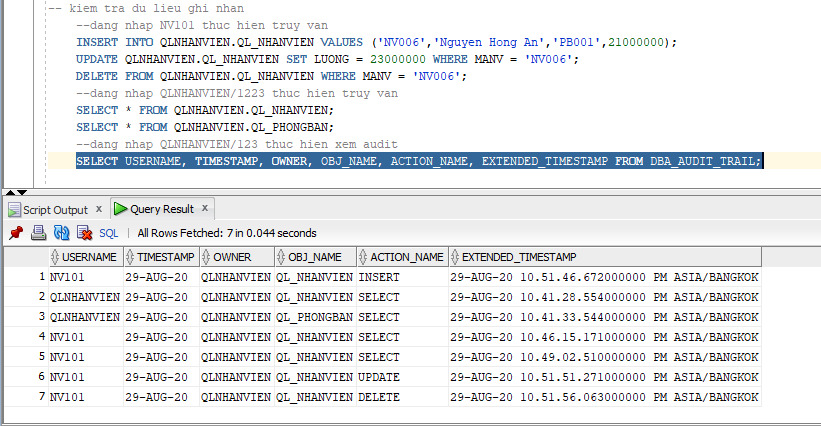 -- kiem tra du lieu ghi nhan
--dang nhap NV101 thuc hien truy van
INSERT INTO QLNHANVIEN.QL_NHANVIEN VALUES ('NV006','Nguyen Hong An','PB001',21000000);
UPDATE QLNHANVIEN.QL_NHANVIEN SET LUONG = 23000000 WHERE MANV = 'NV006';
DELETE FROM QLNHANVIEN.QL_NHANVIEN WHERE MANV = 'NV006';
--dang nhap QLNHANVIEN/1223 thuc hien truy van
SELECT * FROM QLNHANVIEN.QL_NHANVIEN;
SELECT * FROM QLNHANVIEN.QL_PHONGBAN;
--dang nhap QLNHANVIEN/123 thuc hien xem audit
SELECT USERNAME, TIMESTAMP, OWNER, OBJ_NAME, ACTION_NAME, EXTENDED_TIMESTAMP FROM DBA_AUDIT_TRAIL;
Script Output x Query Result x
SQL | All Rows Fetched: 7 in 0.044 seconds
USERNAME TIMESTAMP OWNER OBJ_NAME ACTION_NAME EXTENDED_TIMESTAMP
1 NV101 29-AUG-20 QLNHANVIEN QL_NHANVIEN INSERT 29-AUG-20 10.51.46.672000000 PM ASIA/BANGKOK
2 QLNHANVIEN 29-AUG-20 QLNHANVIEN QL_NHANVIEN SELECT 29-AUG-20 10.41.28.554000000 PM ASIA/BANGKOK
3 QLNHANVIEN 29-AUG-20 QLNHANVIEN QL_PHONGBAN SELECT 29-AUG-20 10.41.33.544000000 PM ASIA/BANGKOK
4 NV101 29-AUG-20 QLNHANVIEN QL_NHANVIEN SELECT 29-AUG-20 10.46.15.171000000 PM ASIA/BANGKOK
5 NV101 29-AUG-20 QLNHANVIEN QL_NHANVIEN SELECT 29-AUG-20 10.49.02.510000000 PM ASIA/BANGKOK
6 NV101 29-AUG-20 QLNHANVIEN QL_NHANVIEN UPDATE 29-AUG-20 10.51.51.271000000 PM ASIA/BANGKOK
7 NV101 29-AUG-20 QLNHANVIEN QL_NHANVIEN DELETE 29-AUG-20 10.51.56.063000000 PM ASIA/BANGKOK